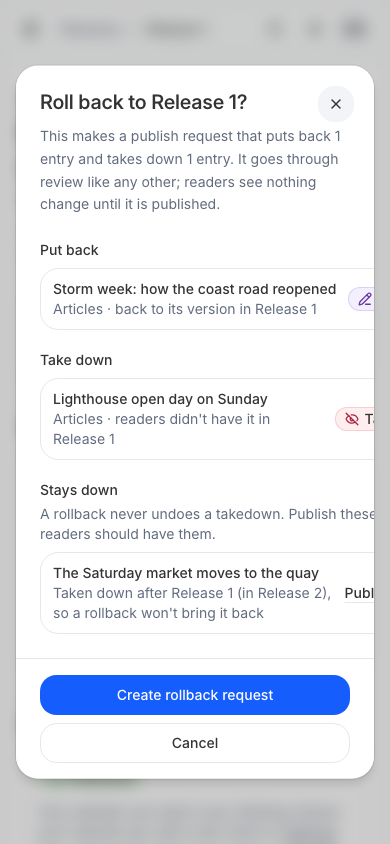 Roll back to Release 1?
This makes a publish request that puts back 1
entry and takes down 1 entry. It goes through
review like any other; readers see nothing
change until it is published.
Put back
Storm week: how the coast road reopened
Articles · back to its version in Release 1
Take down
Lighthouse open day on Sunday
Articles · readers didn't have it in
Release 1
Stays down
A rollback never undoes a takedown. Publish these
readers should have them.
The Saturday market moves to the quay
Taken down after Release 1 (in Release 2),
so a rollback won't bring it back
Publ
Create rollback request
Cancel